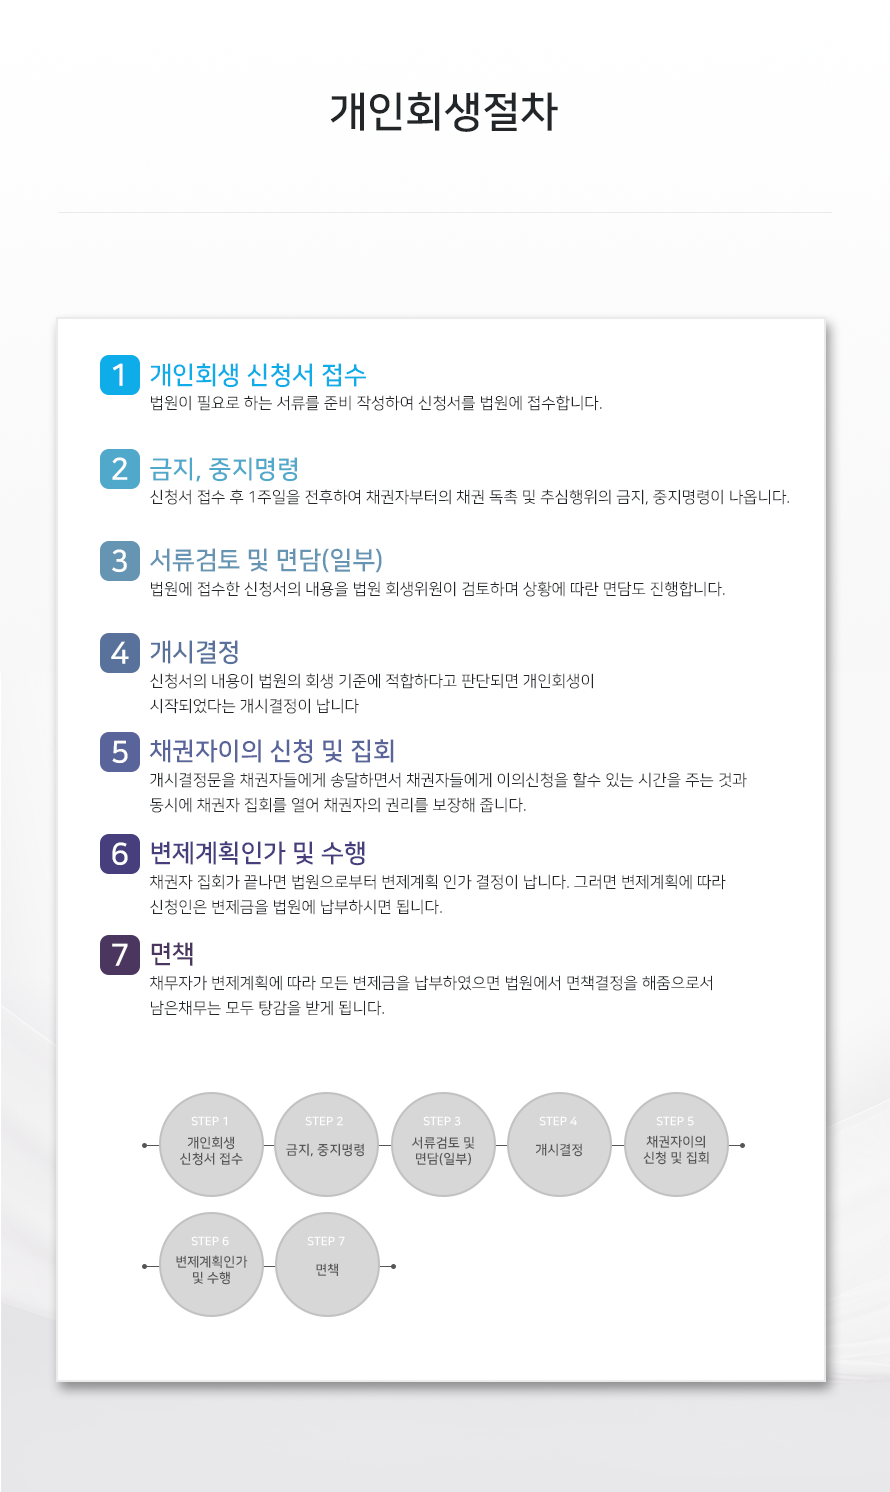 개인회생절차
1 개인회생 신청서 접수
법원이 필요로 하는 서류를 준비 작성하여 신청서를 법원에 접수합니다.
2 금지, 중지명령
신청서 접수 후 1주일을 전후하여 채권자부터의 채권 독촉 및 추심행위의 금지, 중지명령이 나옵니다.
3 서류검토 및 면담(일부)
법원에 접수한 신청서의 내용을 법원 회생위원이 검토하며 상황에 따란 면담도 진행합니다.
4 개시결정
신청서의 내용이 법원의 회생 기준에 적합하다고 판단되면 개인회생이
시작되었다는 개시결정이 납니다
5 채권자이의 신청 및 집회
개시결정문을 채권자들에게 송달하면서 채권자들에게 이의신청을 할수 있는 시간을 주는 것과
동시에 채권자 집회를 열어 채권자의 권리를 보장해 줍니다.
6 변제계획인가 및 수행
채권자 집회가 끝나면 법원으로부터 변제계획 인가 결정이 납니다. 그러면 변제계획에 따라
신청인은 변제금을 법원에 납부하시면 됩니다.
7 면책
채무자가 변제계획에 따라 모든 변제금을 납부하였으면 법원에서 면책결정을 해줌으로서
남은채무는 모두 탕감을 받게 됩니다.
STEP 1
개인회생
신청서 접수
STEP 2
금지, 중지명령
STEP 3
서류검토 및
면담(일부)
STEP 4
개시결정
STEP 5
채권자이의
신청 및 집회
STEP 6
변제계획인가
및 수행
STEP 7
면책